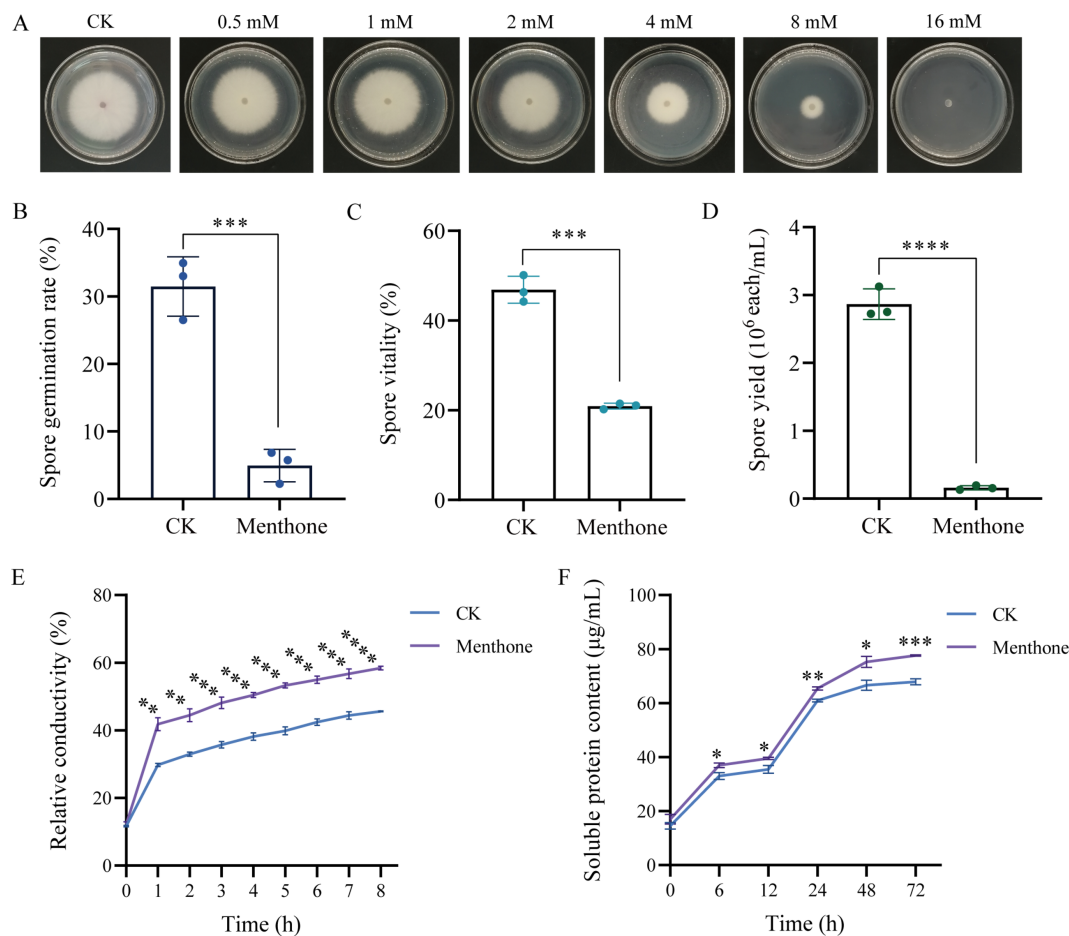 A
CK 0.5 mM 1 mM 2 mM 4 mM 8 mM 16 mM
B
Spore germination rate (%)
40
30
20
10
0
***
CK Menthone
C
Spore vitality (%)
60
40
20
0
***
CK Menthone
D
Spore yield (10⁶ each/mL)
4
3
2
1
0
****
CK Menthone
E
Relative conductivity (%)
80
60
40
20
0
** ** *** *** *** *** *** ****
CK
Menthone
0 1 2 3 4 5 6 7 8
Time (h)
F
Soluble protein content (μg/mL)
100
80
60
40
20
0
* * ** * ***
CK
Menthone
0 6 12 24 48 72
Time (h)